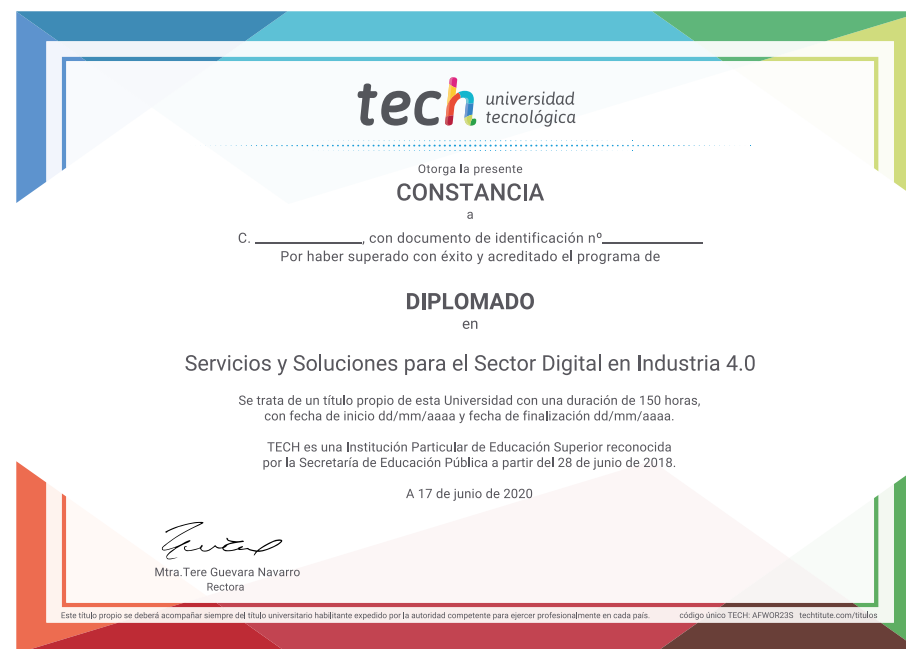 tech universidad
tecnológica
Otorga la presente
CONSTANCIA
a
C. ____________, con documento de identificación nº____________
Por haber superado con éxito y acreditado el programa de
DIPLOMADO
en
Servicios y Soluciones para el Sector Digital en Industria 4.0
Se trata de un título propio de esta Universidad con una duración de 150 horas,
con fecha de inicio dd/mm/aaaa y fecha de finalización dd/mm/aaaa.
TECH es una Institución Particular de Educación Superior reconocida
por la Secretaría de Educación Pública a partir del 28 de junio de 2018.
A 17 de junio de 2020
Mtra.Tere Guevara Navarro
Rectora
Este título propio se deberá acompañar siempre del título universitario habilitante expedido por la autoridad competente para ejercer profesionalmente en cada país. código único TECH: AFWOR23S techtitute.com/titulos